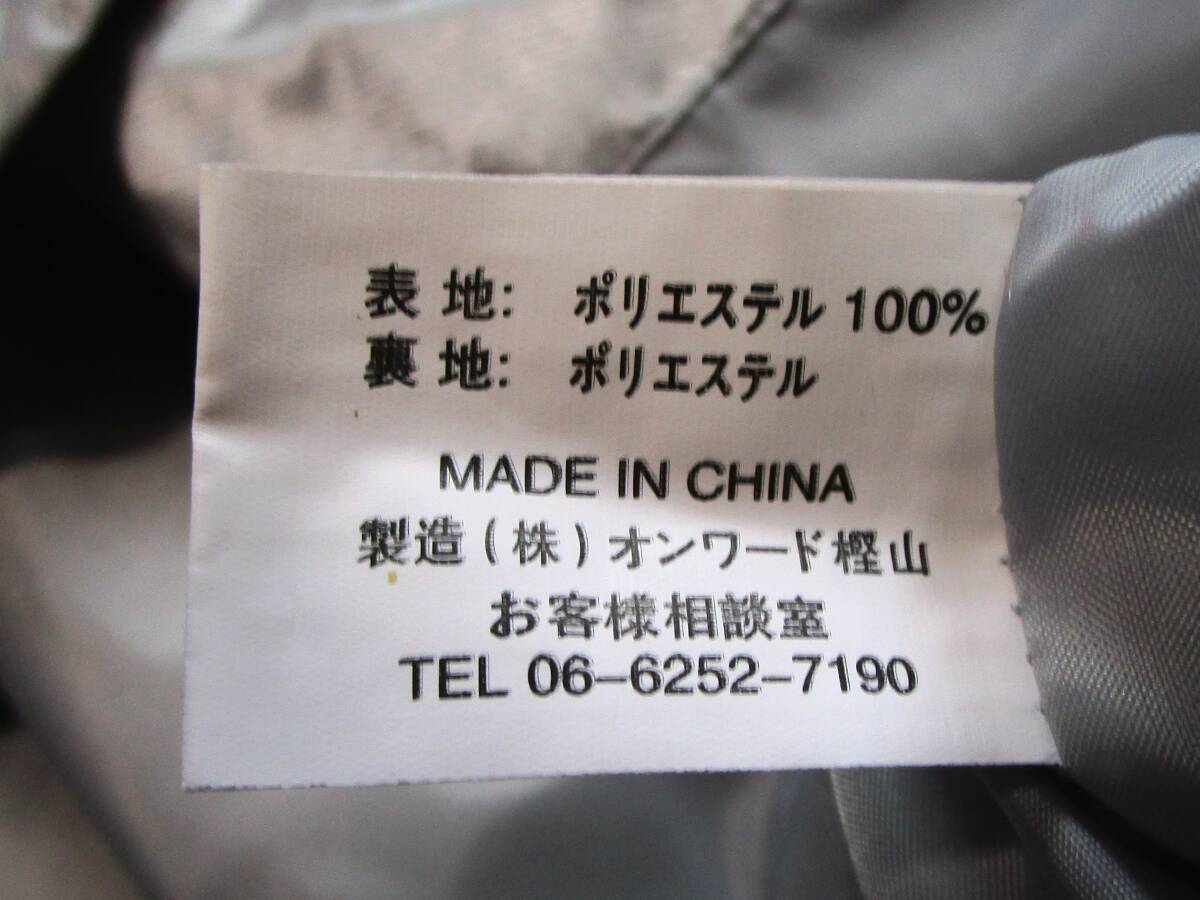 表地: ポリエステル 100%
裏地: ポリエステル
MADE IN CHINA
製造(株)オンワード樫山
お客様相談室
TEL 06-6252-7190